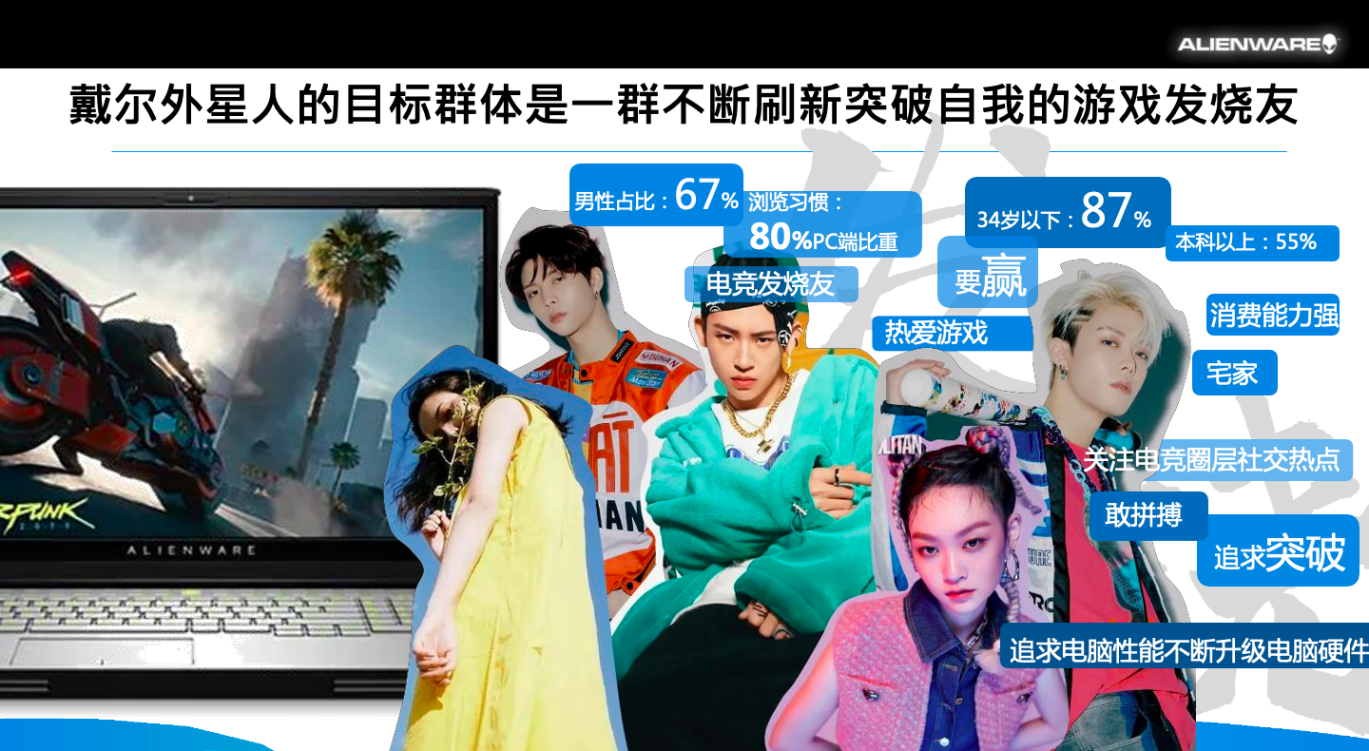 ALIENWARE
戴尔外星人的目标群体是一群不断刷新突破自我的游戏发烧友
男性占比：67%
浏览习惯：
80%PC端比重
电竞发烧友
34岁以下：87%
本科以上：55%
要赢
热爱游戏
消费能力强
宅家
关注电竞圈层社交热点
敢拼搏
追求突破
追求电脑性能不断升级电脑硬件
ALIENWARE